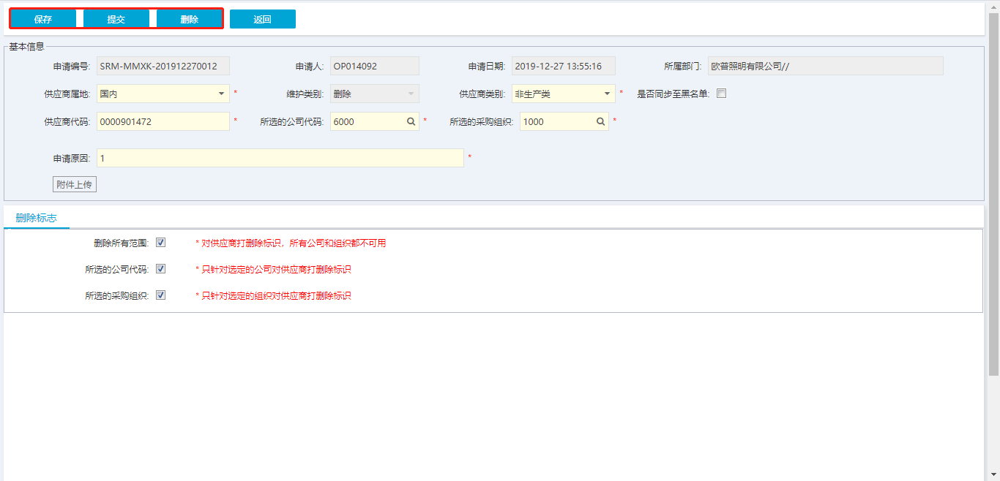 保存 提交 删除 返回
基本信息
申请编号: SRM-MMXK-201912270012 申请人: OP014092 申请日期: 2019-12-27 13:55:16 所属部门: 欧普照明有限公司//
供应商属地: 国内 * 维护类别: 删除 供应商类别: 非生产类 * 是否同步至黑名单:
供应商代码: 0000901472 * 所选的公司代码: 6000 * 所选的采购组织: 1000 *
申请原因: 1 *
附件上传
删除标志
删除所有范围: * 对供应商打删除标识，所有公司和组织都不可用
所选的公司代码: * 只针对选定的公司对供应商打删除标识
所选的采购组织: * 只针对选定的组织对供应商打删除标识